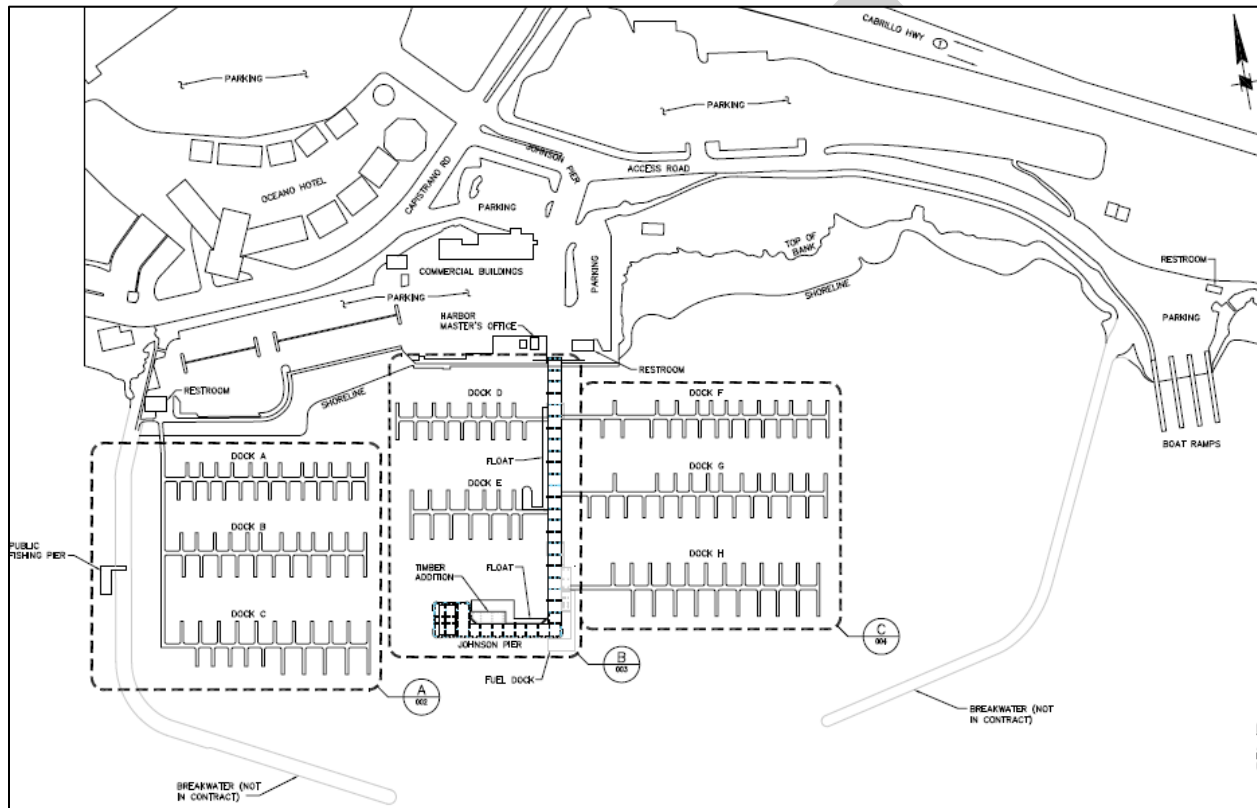 CABRILLO HWY
1
PARKING
PARKING
JOHNSON PIER
ACCESS ROAD
OCEANO HOTEL
CAPISTRANO RD
PARKING
TOP OF
BANK
PARKING
COMMERCIAL BUILDINGS
RESTROOM
SHORELINE
PARKING
PARKING
HARBOR
MASTER'S OFFICE
RESTROOM
RESTROOM
SHORELINE
DOCK D
DOCK F
BOAT RAMPS
DOCK A
FLOAT
DOCK G
DOCK E
DOCK B
PUBLIC
FISHING PIER
DOCK H
TIMBER
ADDITION
FLOAT
DOCK C
JOHNSON PIER
C
004
B
003
FUEL DOCK
A
002
BREAKWATER (NOT
IN CONTRACT)
BREAKWATER (NOT
IN CONTRACT)